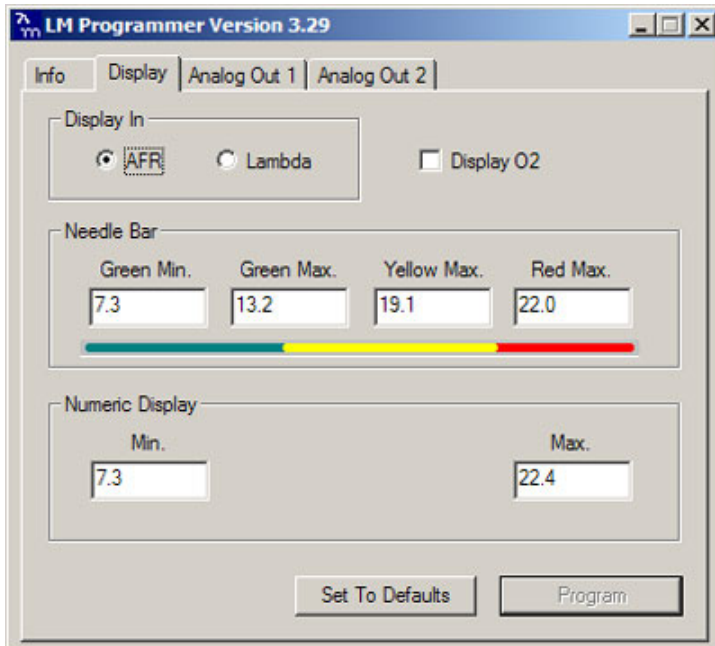 LM Programmer Version 3.29
Info Display Analog Out 1 Analog Out 2
Display In
AFR Lambda Display O2
Needle Bar
Green Min. Green Max. Yellow Max. Red Max.
7.3 13.2 19.1 22.0
Numeric Display
Min. Max.
7.3 22.4
Set To Defaults Program